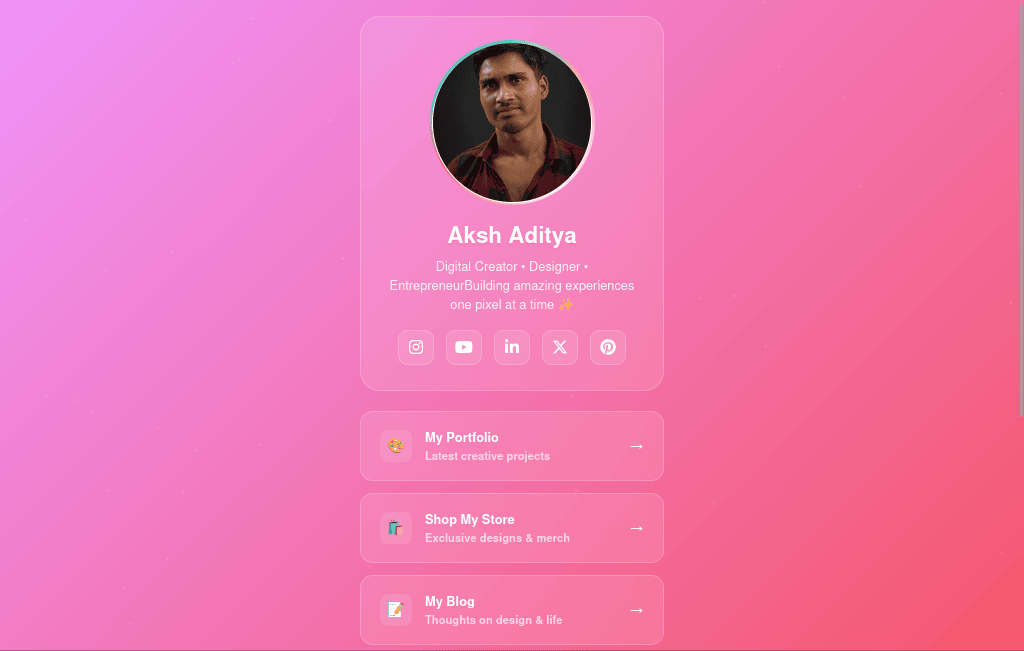 Aksh Aditya
Digital Creator • Designer •
EntrepreneurBuilding amazing experiences
one pixel at a time ✨
My Portfolio
Latest creative projects
→
Shop My Store
Exclusive designs & merch
→
My Blog
Thoughts on design & life
→